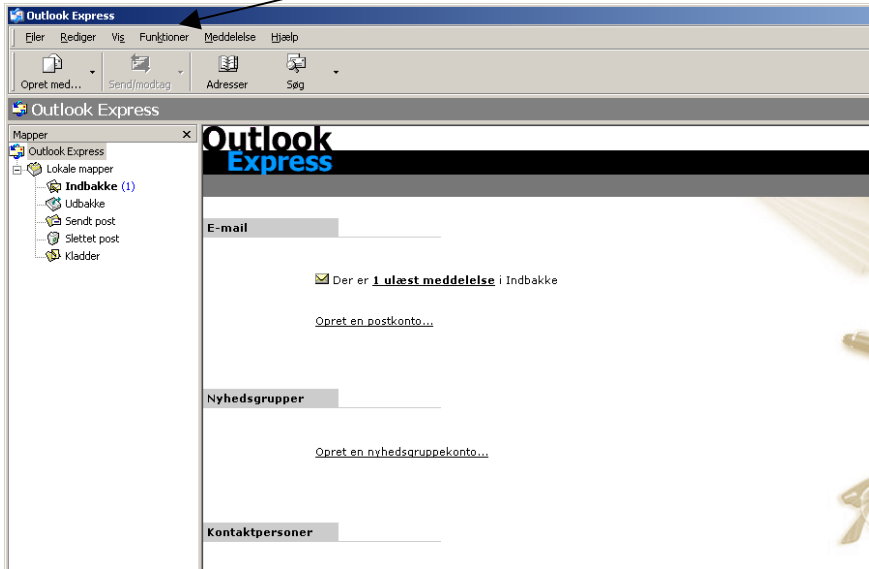 Outlook Express
Filer Rediger Vis Funktioner Meddelelse Hjælp
Opret med... Send/modtag Adresser Søg
Outlook Express
Mapper
Outlook Express
Lokale mapper
Indbakke (1)
Udbakke
Sendt post
Slettet post
Kladder
Outlook
Express
E-mail
Der er 1 ulæst meddelelse i Indbakke
Opret en postkonto...
Nyhedsgrupper
Opret en nyhedsgruppekonto...
Kontaktpersoner